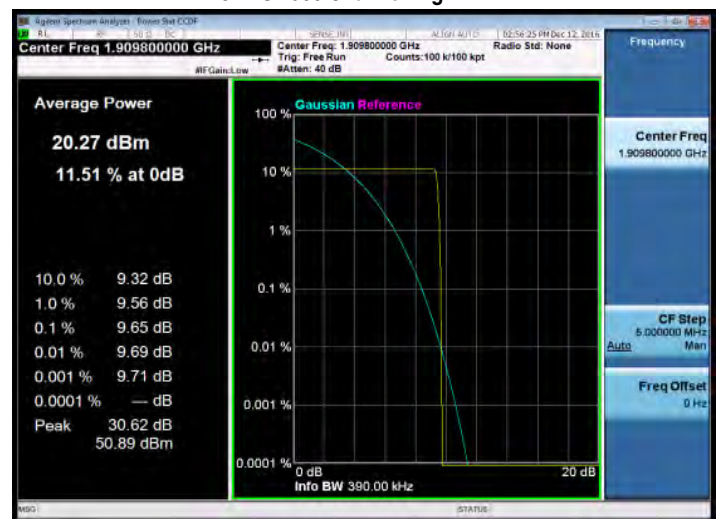 Agilent Spectrum Analyzer - Power Stat CCDF
RL RF 50 Ω DC SENSE:INT ALIGN AUTO 02:56:25 PM Dec 12, 2016
Center Freq 1.909800000 GHz
Center Freq: 1.909800000 GHz
Radio Std: None
Trig: Free Run Counts:100 k/100 kpt
#IFGain:Low
#Atten: 40 dB
Average Power
20.27 dBm
11.51 % at 0dB
10.0 % 9.32 dB
1.0 % 9.56 dB
0.1 % 9.65 dB
0.01 % 9.69 dB
0.001 % 9.71 dB
0.0001 % — dB
Peak 30.62 dB
50.89 dBm
Gaussian Reference
100 %
10 %
1 %
0.1 %
0.01 %
0.001 %
0.0001 %
0 dB 20 dB
Info BW 390.00 kHz
Frequency
Center Freq
1.909800000 GHz
CF Step
5.000000 MHz
Auto Man
Freq Offset
0 Hz
MSG STATUS